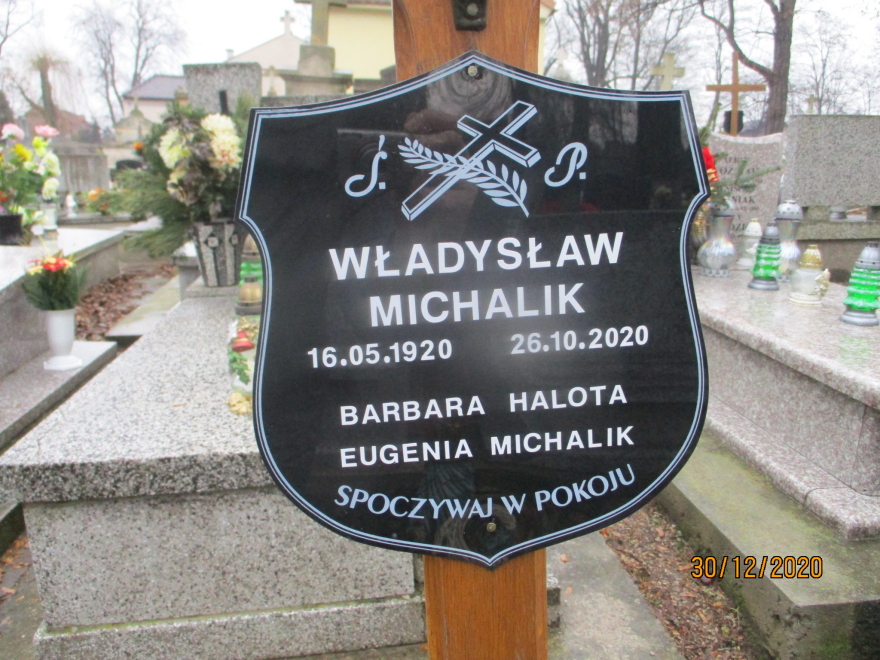 Ś. P.
WŁADYSŁAW
MICHALIK
16.05.1920 26.10.2020
BARBARA HALOTA
EUGENIA MICHALIK
SPOCZYWAJ W POKOJU
30/12/2020